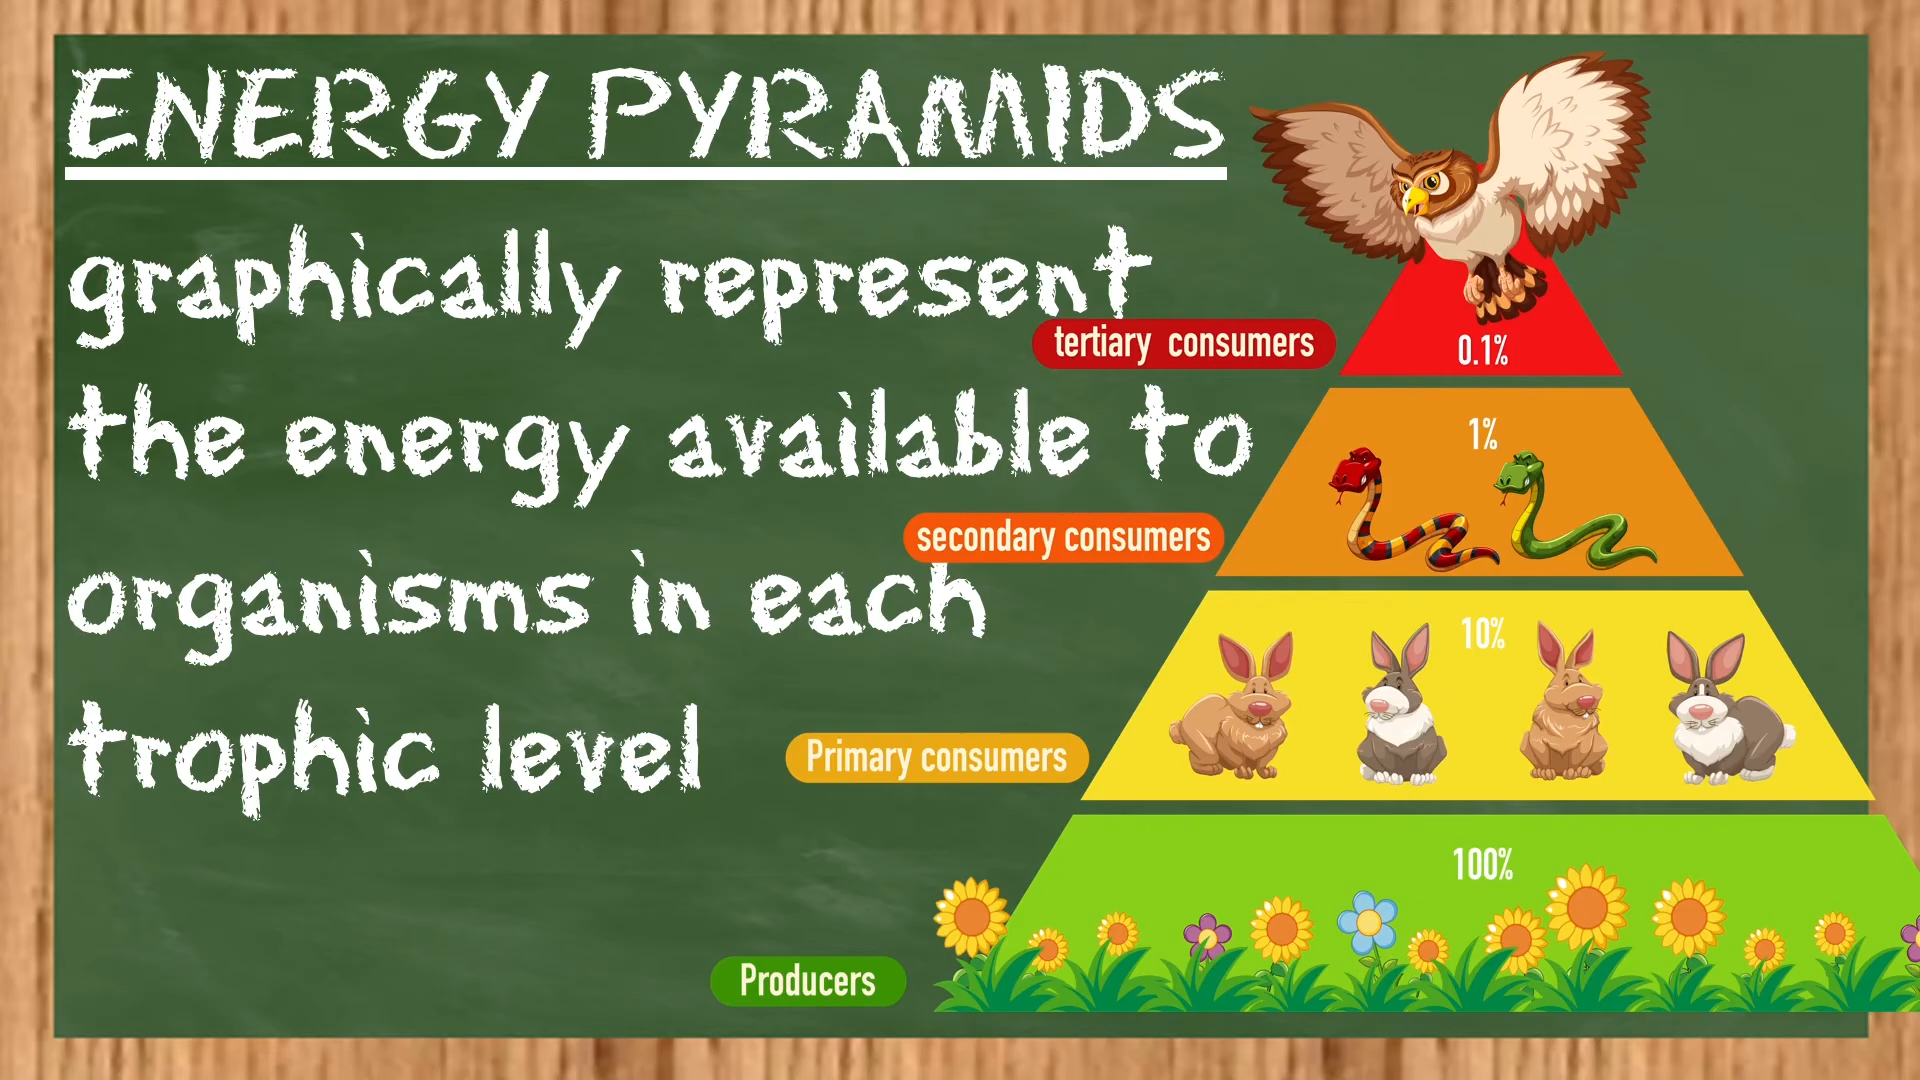 ENERGY PYRAMIDS
graphically represent
the energy available to
organisms in each
trophic level
tertiary consumers
0.1%
1%
secondary consumers
10%
Primary consumers
100%
Producers